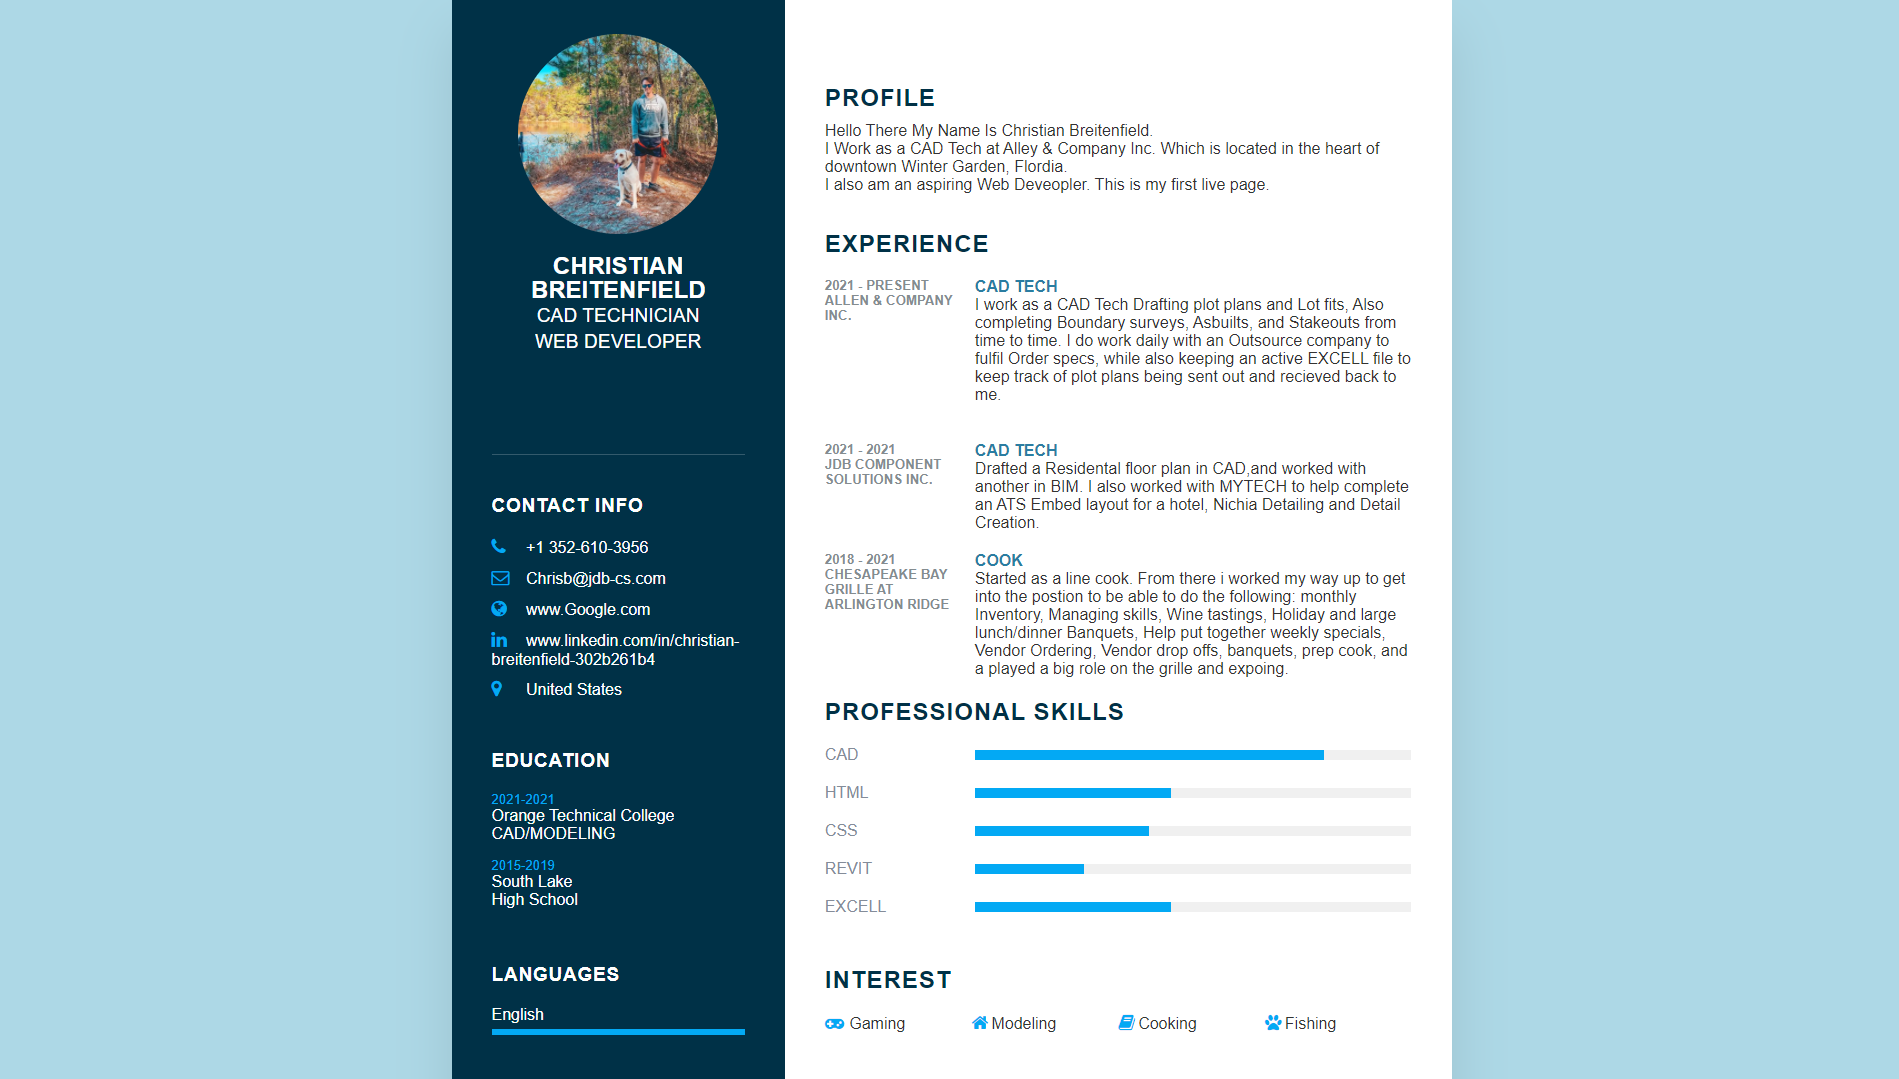 CHRISTIAN
BREITENFIELD
CAD TECHNICIAN
WEB DEVELOPER
CONTACT INFO
+1 352-610-3956
Chrisb@jdb-cs.com
www.Google.com
www.linkedin.com/in/christian-
breitenfield-302b261b4
United States
EDUCATION
2021-2021
Orange Technical College
CAD/MODELING
2015-2019
South Lake
High School
LANGUAGES
English
PROFILE
Hello There My Name Is Christian Breitenfield.
I Work as a CAD Tech at Alley & Company Inc. Which is located in the heart of
downtown Winter Garden, Flordia.
I also am an aspiring Web Deveopler. This is my first live page.
EXPERIENCE
2021 - PRESENT
ALLEN & COMPANY
INC.
CAD TECH
I work as a CAD Tech Drafting plot plans and Lot fits, Also
completing Boundary surveys, Asbuilts, and Stakeouts from
time to time. I do work daily with an Outsource company to
fulfil Order specs, while also keeping an active EXCELL file to
keep track of plot plans being sent out and recieved back to
me.
2021 - 2021
JDB COMPONENT
SOLUTIONS INC.
CAD TECH
Drafted a Residental floor plan in CAD,and worked with
another in BIM. I also worked with MYTECH to help complete
an ATS Embed layout for a hotel, Nichia Detailing and Detail
Creation.
2018 - 2021
CHESAPEAKE BAY
GRILLE AT
ARLINGTON RIDGE
COOK
Started as a line cook. From there i worked my way up to get
into the postion to be able to do the following: monthly
Inventory, Managing skills, Wine tastings, Holiday and large
lunch/dinner Banquets, Help put together weekly specials,
Vendor Ordering, Vendor drop offs, banquets, prep cook, and
a played a big role on the grille and expoing.
PROFESSIONAL SKILLS
CAD
HTML
CSS
REVIT
EXCELL
INTEREST
Gaming
Modeling
Cooking
Fishing